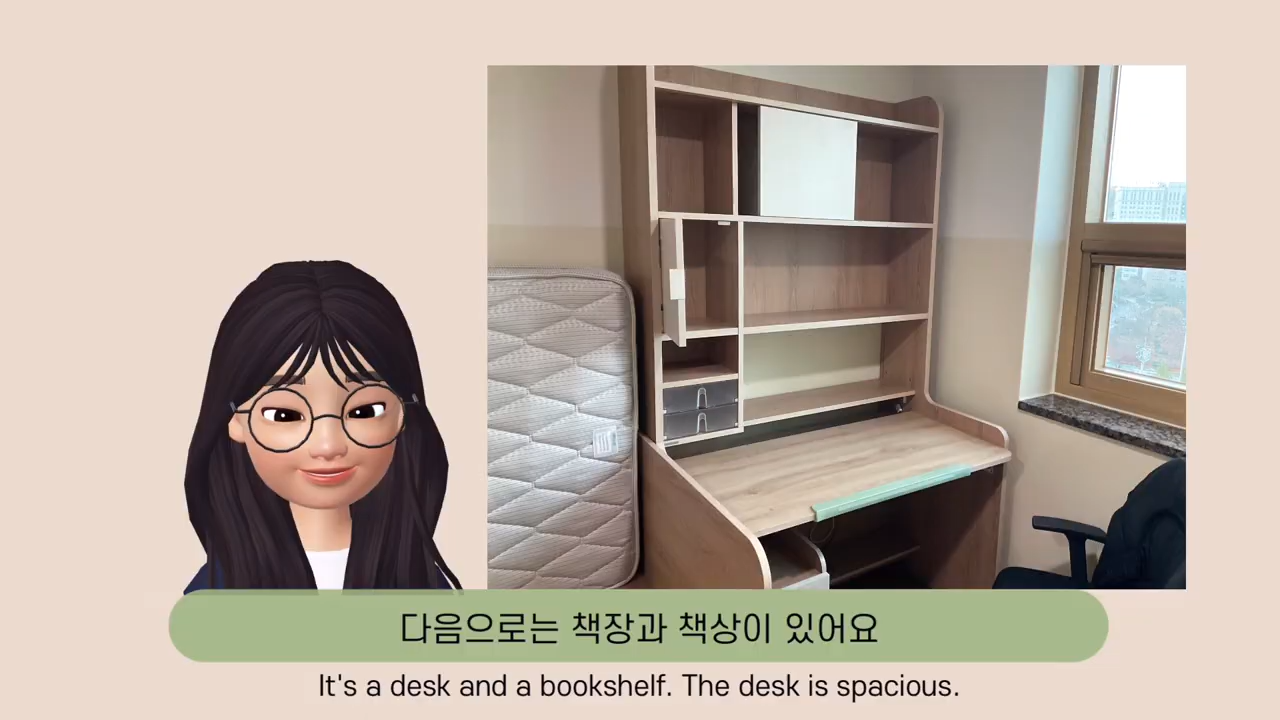 다음으로는 책장과 책상이 있어요
It's a desk and a bookshelf. The desk is spacious.